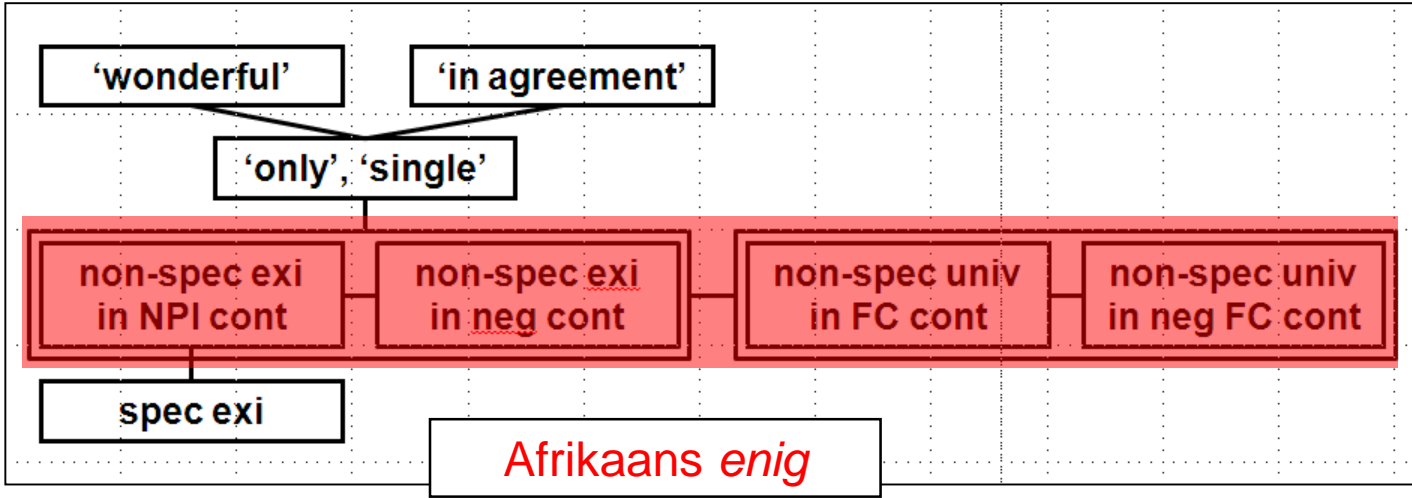 ‘wonderful’ ‘in agreement’
‘only’, ‘single’
non-spec exi non-spec exi non-spec univ non-spec univ
in NPI cont in neg cont in FC cont in neg FC cont
spec exi
Afrikaans enig